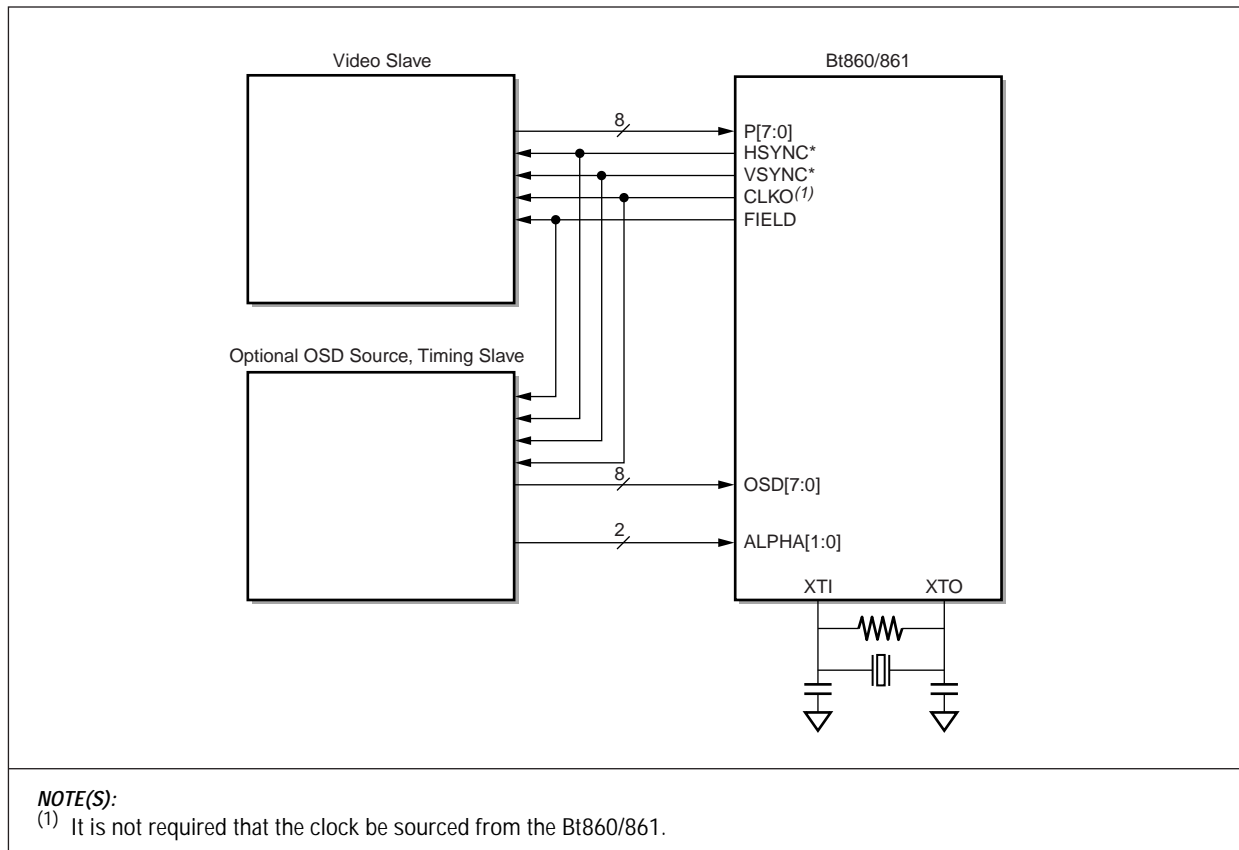 Video Slave
Bt860/861
8
P[7:0]
HSYNC*
VSYNC*
CLKO(1)
FIELD
Optional OSD Source, Timing Slave
8
OSD[7:0]
2
ALPHA[1:0]
XTI
XTO
NOTE(S):
(1) It is not required that the clock be sourced from the Bt860/861.